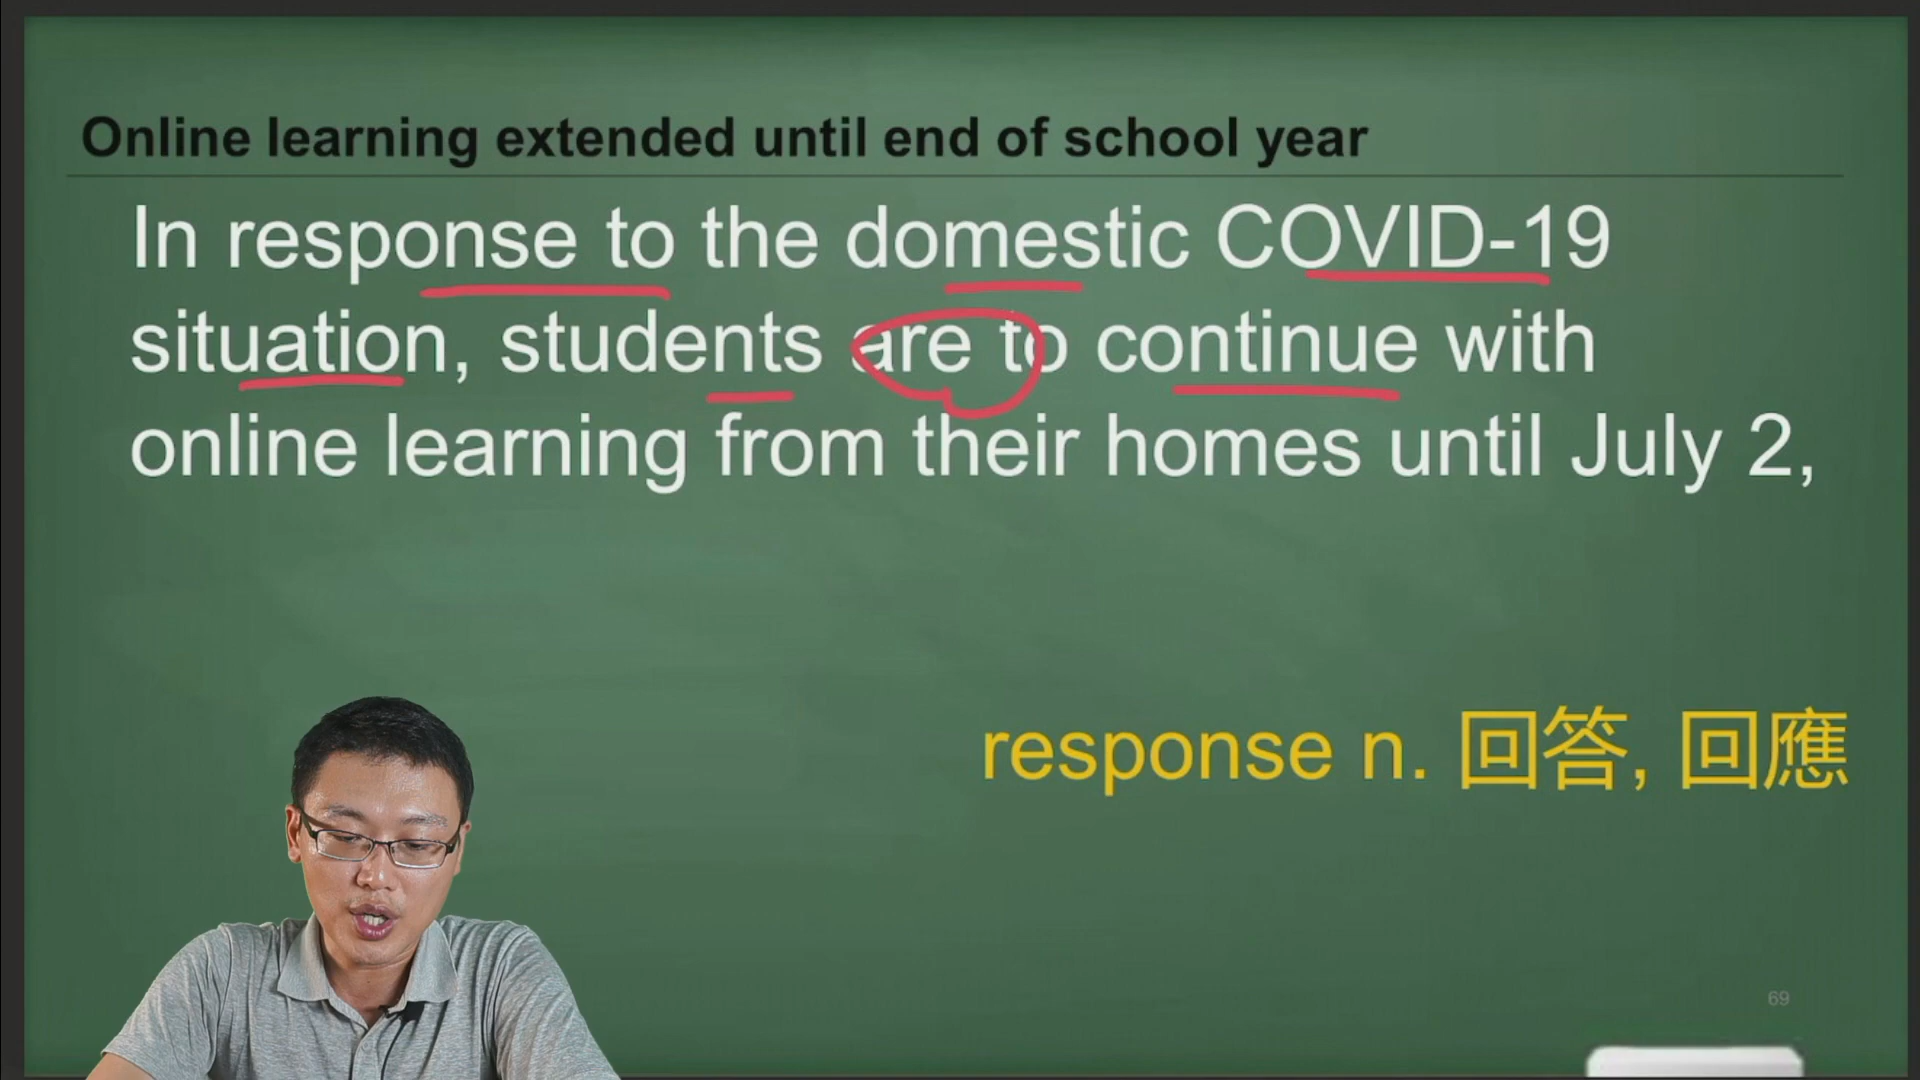 Online learning extended until end of school year
In response to the domestic COVID-19
situation, students are to continue with
online learning from their homes until July 2,
response n. 回答, 回應
69